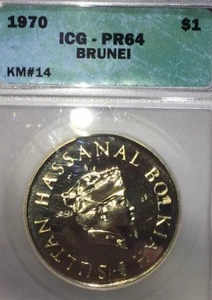 1970 ICG - PR64 $1
BRUNEI
KM#14
SULTAN HASSANAL BOLKIAH I